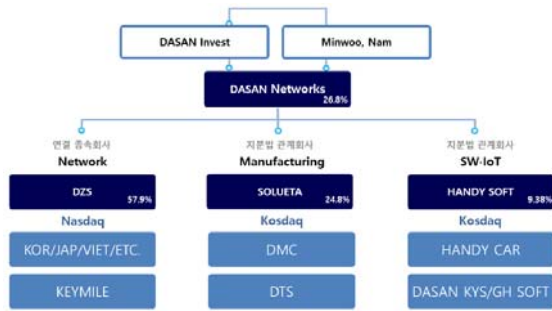 DASAN Invest
Minwoo, Nam
DASAN Networks
26.8%
연결 종속회사
Network
DZS
57.9%
Nasdaq
KOR/JAP/VIET/ETC.
KEYMILE
지분법 관계회사
Manufacturing
SOLUETA
24.8%
Kosdaq
DMC
DTS
지분법 관계회사
SW-IoT
HANDY SOFT
9.38%
Kosdaq
HANDY CAR
DASAN KYS/GH SOFT